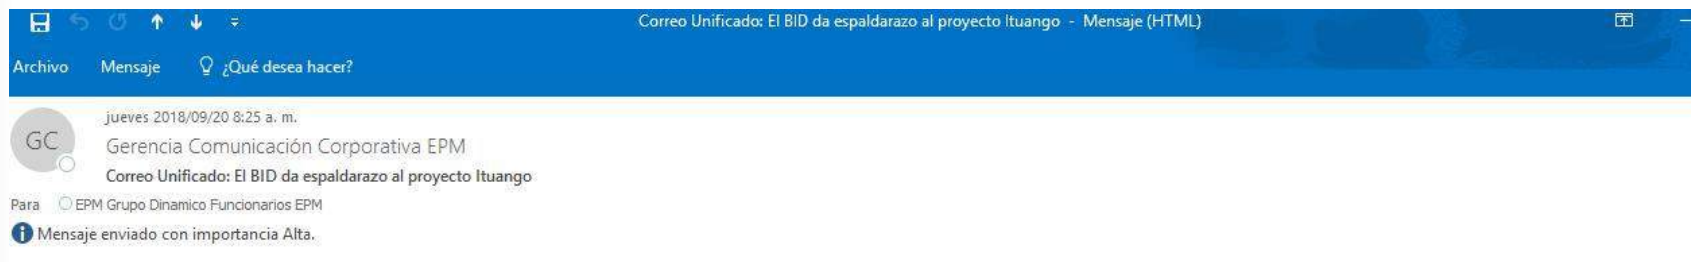 Correo Unificado: El BID da espaldarazo al proyecto Ituango - Mensaje (HTML)
Archivo Mensaje ¿Qué desea hacer?
jueves 2018/09/20 8:25 a. m.
GC
Gerencia Comunicación Corporativa EPM
Correo Unificado: El BID da espaldarazo al proyecto Ituango
Para EPM Grupo Dinamico Funcionarios EPM
Mensaje enviado con importancia Alta.